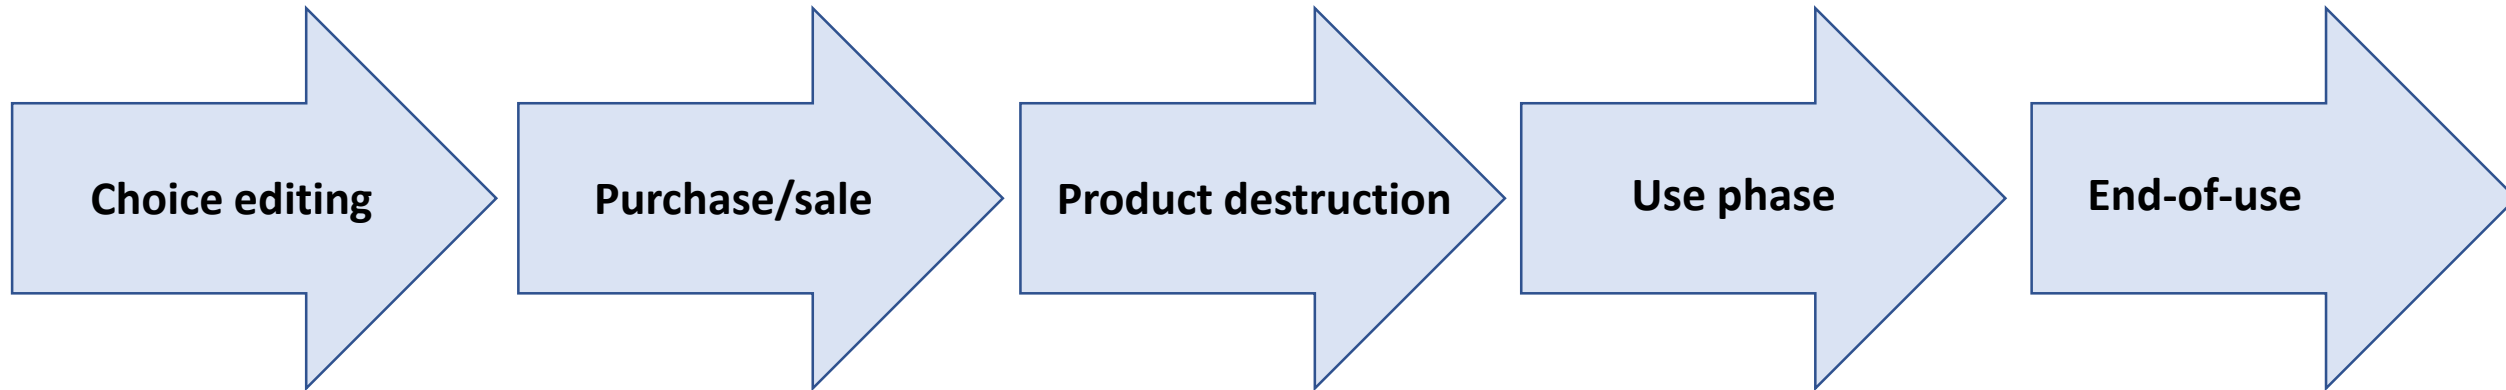 Choice editing
Purchase/sale
Product destruction
Use phase
End-of-use